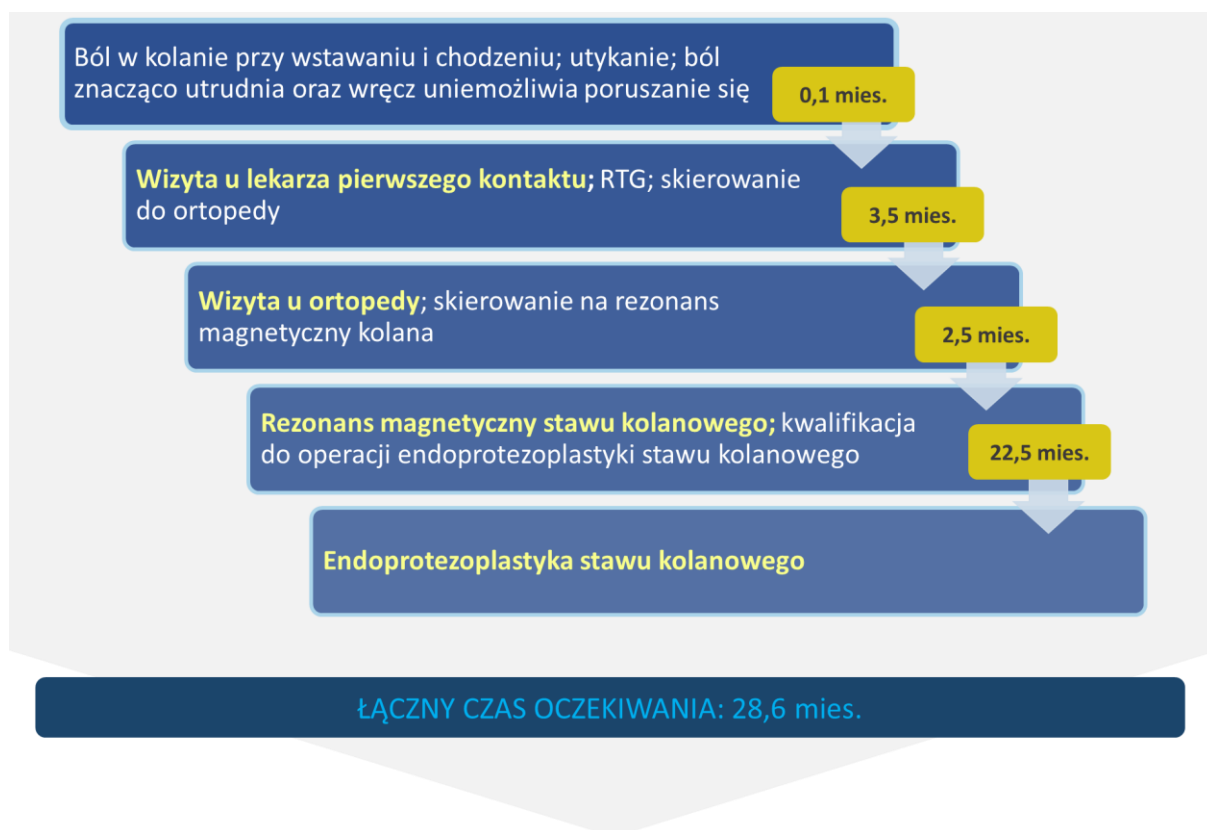 Ból w kolanie przy wstawaniu i chodzeniu; utykanie; ból
znacząco utrudnia oraz wręcz uniemożliwia poruszanie się
0,1 mies.
Wizyta u lekarza pierwszego kontaktu; RTG; skierowanie
do ortopedy
3,5 mies.
Wizyta u ortopedy; skierowanie na rezonans
magnetyczny kolana
2,5 mies.
Rezonans magnetyczny stawu kolanowego; kwalifikacja
do operacji endoprotezoplastyki stawu kolanowego
22,5 mies.
Endoprotezoplastyka stawu kolanowego
ŁĄCZNY CZAS OCZEKIWANIA: 28,6 mies.